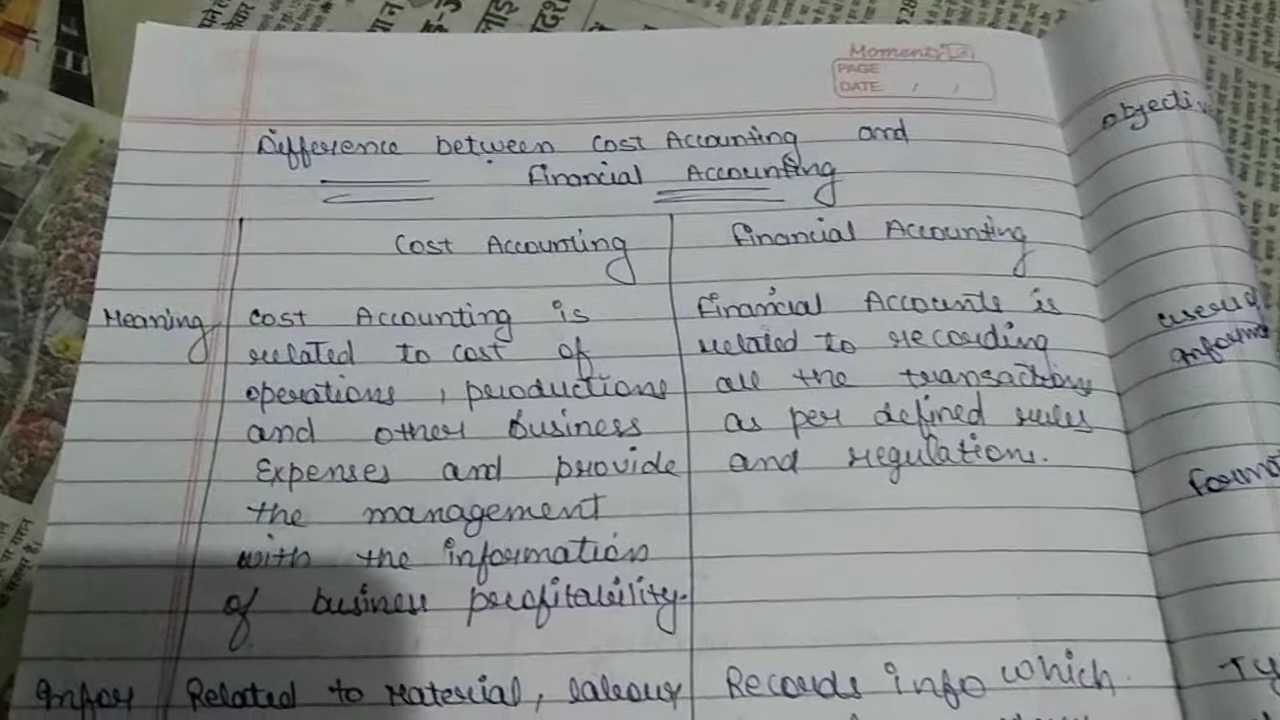 Moments
PAGE
DATE: / /
Difference between Cost Accounting and
Financial Accounting
Cost Accounting
Financial Accounting
Meaning
Cost Accounting is
related to cost of
operations, productions
and other business
Expenses and provide
the management
with the information
of business profitability.
Financial Accounts is
related to recording
all the transactions
as per defined rules
and regulation.
Infor
Related to Material, labour
Records info which
objectiv
Ty